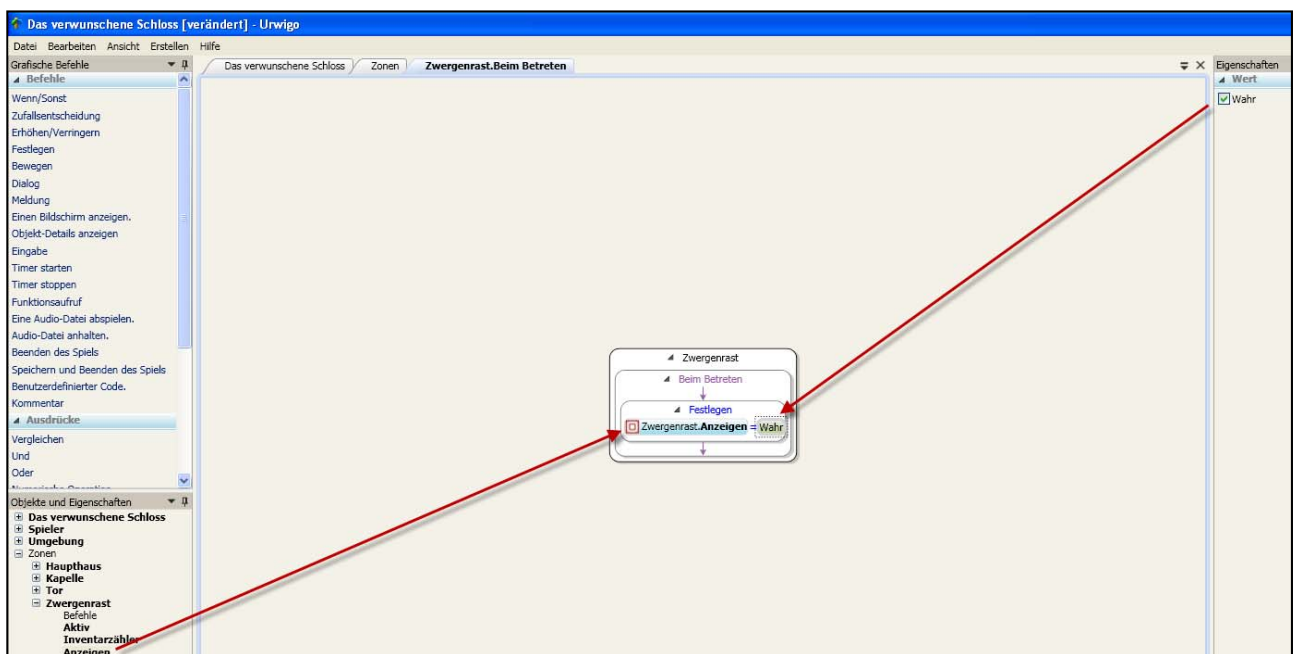 Das verwunschene Schloss [verändert] - Urwigo
Datei Bearbeiten Ansicht Erstellen Hilfe
Grafische Befehle
Befehle
Wenn/Sonst
Zufallsentscheidung
Erhöhen/Verringern
Festlegen
Bewegen
Dialog
Meldung
Einen Bildschirm anzeigen.
Objekt-Details anzeigen
Eingabe
Timer starten
Timer stoppen
Funktionsaufruf
Eine Audio-Datei abspielen.
Audio-Datei anhalten.
Beenden des Spiels
Speichern und Beenden des Spiels
Benutzerdefinierter Code.
Kommentar
Ausdrücke
Vergleichen
Und
Oder
Objekte und Eigenschaften
Das verwunschene Schloss
Spieler
Umgebung
Zonen
Haupthaus
Kapelle
Tor
Zwergenrast
Befehle
Aktiv
Inventarzähler
Anzeigen
Das verwunschene Schloss Zonen Zwergenrast.Beim Betreten
Zwergenrast
Beim Betreten
Festlegen
Zwergenrast.Anzeigen = Wahr
Eigenschaften
Wert
Wahr